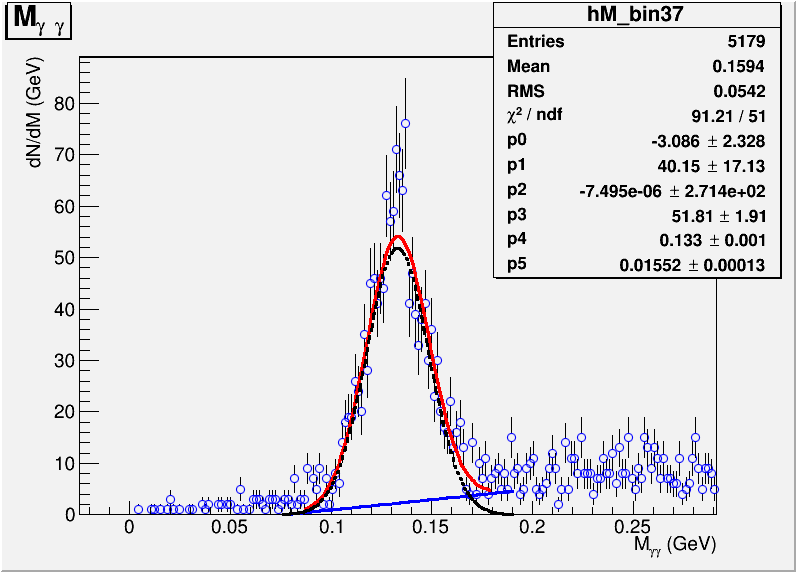 M γ γ
hM_bin37
Entries 5179
Mean 0.1594
RMS 0.0542
χ² / ndf 91.21 / 51
p0 -3.086 ± 2.328
p1 40.15 ± 17.13
p2 -7.495e-06 ± 2.714e+02
p3 51.81 ± 1.91
p4 0.133 ± 0.001
p5 0.01552 ± 0.00013
dN/dM (GeV)
80
70
60
50
40
30
20
10
0
0 0.05 0.1 0.15 0.2 0.25
Mγγ (GeV)